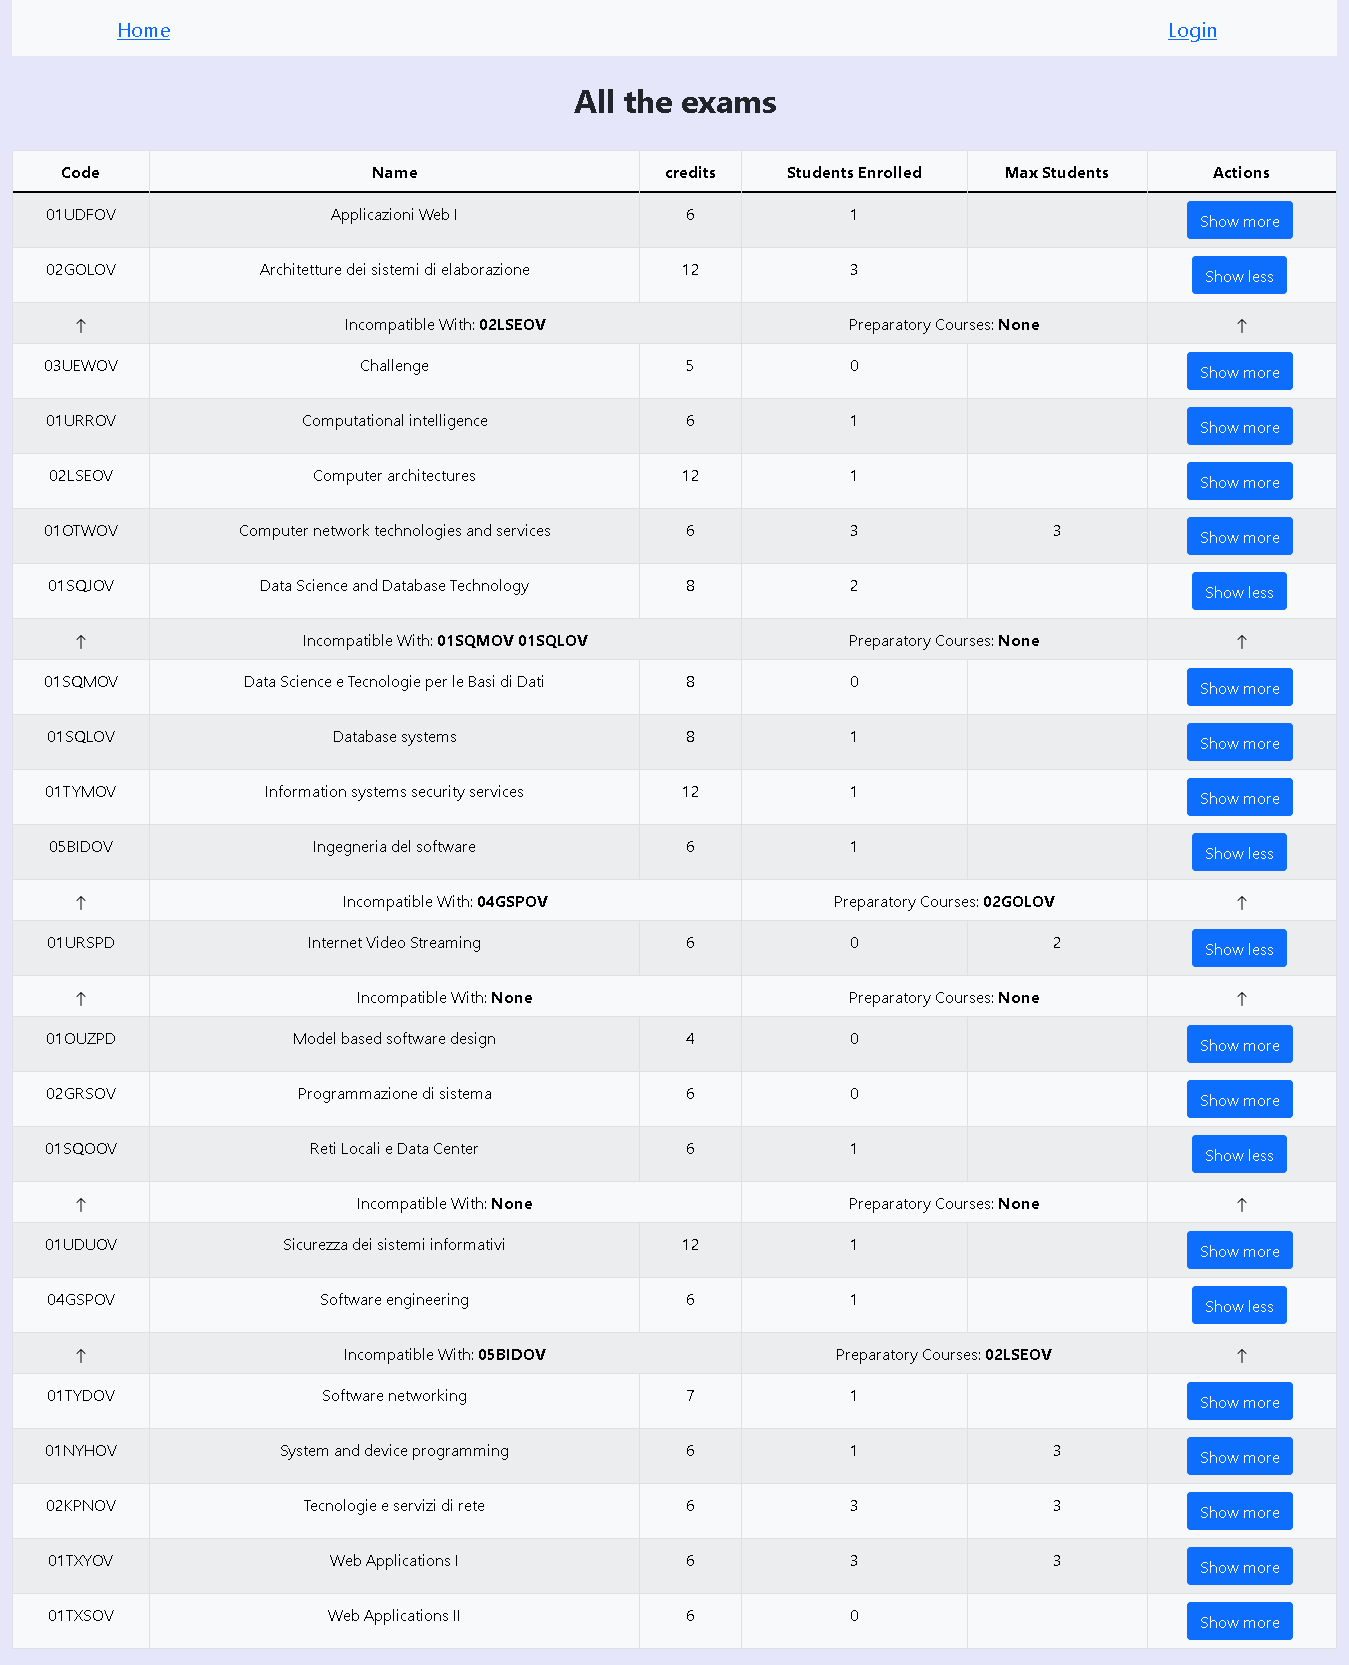 Home Login
All the exams
Code Name credits Students Enrolled Max Students Actions
01UDFOV Applicazioni Web I 6 1 Show more
02GOLOV Architetture dei sistemi di elaborazione 12 3 Show less
↑ Incompatible With: 02LSEOV Preparatory Courses: None ↑
03UEWOV Challenge 5 0 Show more
01URROV Computational intelligence 6 1 Show more
02LSEOV Computer architectures 12 1 Show more
01OTWOV Computer network technologies and services 6 3 3 Show more
01SQJOV Data Science and Database Technology 8 2 Show less
↑ Incompatible With: 01SQMOV 01SQLOV Preparatory Courses: None ↑
01SQMOV Data Science e Tecnologie per le Basi di Dati 8 0 Show more
01SQLOV Database systems 8 1 Show more
01TYMOV Information systems security services 12 1 Show more
05BIDOV Ingegneria del software 6 1 Show less
↑ Incompatible With: 04GSPOV Preparatory Courses: 02GOLOV ↑
01URSPD Internet Video Streaming 6 0 2 Show less
↑ Incompatible With: None Preparatory Courses: None ↑
01OUZPD Model based software design 4 0 Show more
02GRSOV Programmazione di sistema 6 0 Show more
01SQOOV Reti Locali e Data Center 6 1 Show less
↑ Incompatible With: None Preparatory Courses: None ↑
01UDUOV Sicurezza dei sistemi informativi 12 1 Show more
04GSPOV Software engineering 6 1 Show less
↑ Incompatible With: 05BIDOV Preparatory Courses: 02LSEOV ↑
01TYDOV Software networking 7 1 Show more
01NYHOV System and device programming 6 1 3 Show more
02KPNOV Tecnologie e servizi di rete 6 3 3 Show more
01TXYOV Web Applications I 6 3 3 Show more
01TXSOV Web Applications II 6 0 Show more